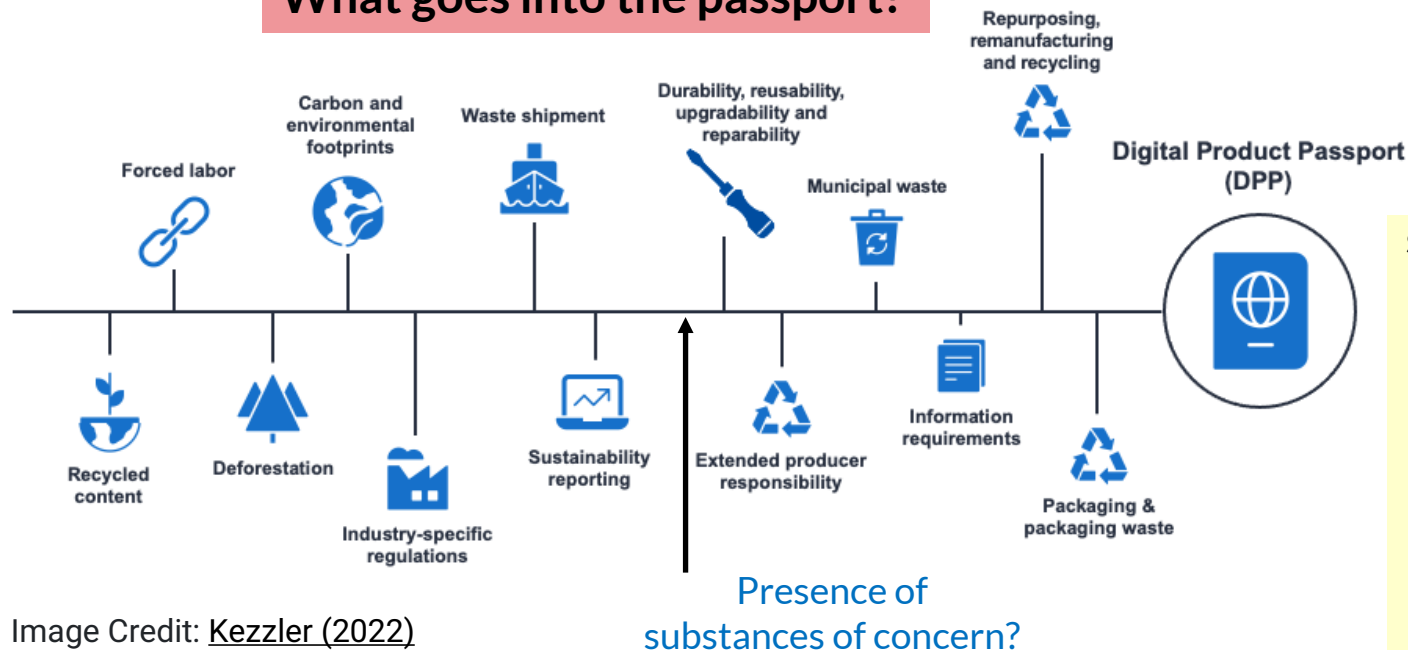 What goes into the passport?
Repurposing,
remanufacturing
and recycling
Durability, reusability,
upgradability and
reparability
Carbon and
environmental
footprints
Waste shipment
Digital Product Passport
(DPP)
Forced labor
Municipal waste
Recycled
content
Deforestation
Industry-specific
regulations
Sustainability
reporting
Extended producer
responsibility
Information
requirements
Packaging &
packaging waste
Presence of
substances of concern?
Image Credit: Kezzler (2022)